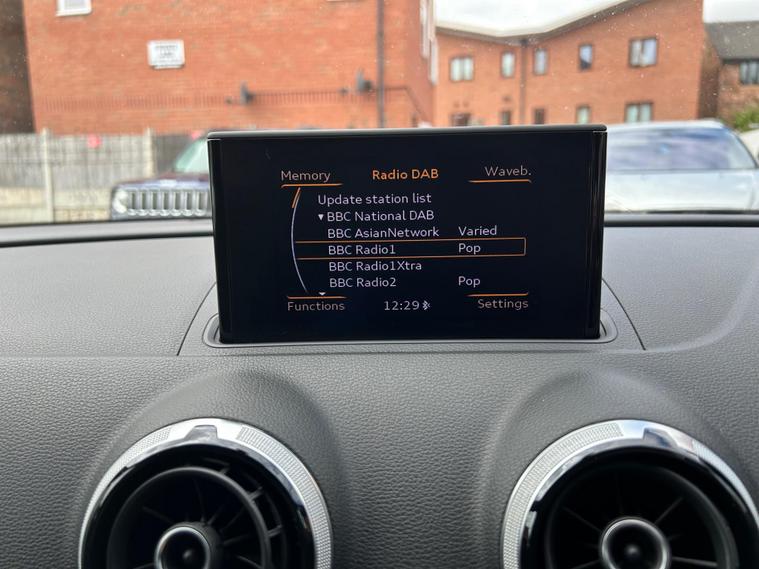 Memory Radio DAB Waveb.
Update station list
▼ BBC National DAB
BBC AsianNetwork Varied
BBC Radio1 Pop
BBC Radio1Xtra
BBC Radio2 Pop
Functions 12:29 Settings